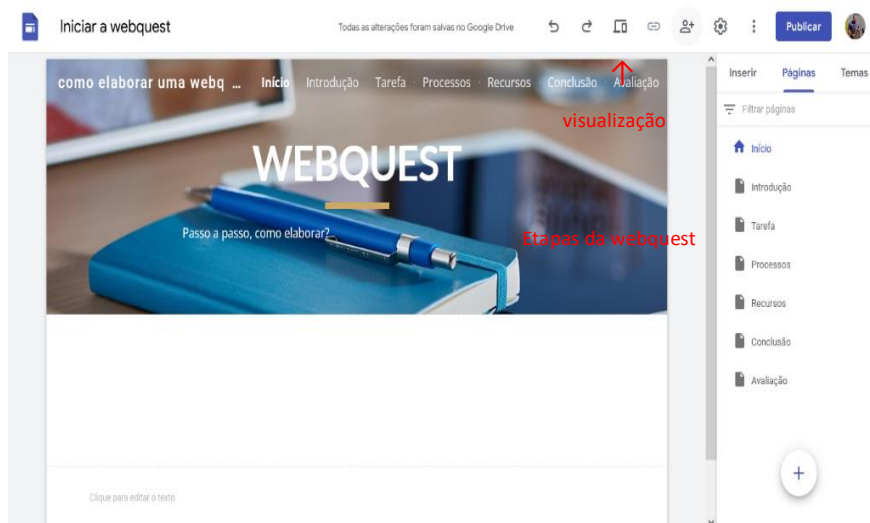 Iniciar a webquest
Todas as alterações foram salvas no Google Drive
Publicar
como elaborar uma webq ...
Início Introdução Tarefa Processos Recursos Conclusão Avaliação
visualização
WEBQUEST
Passo a passo, como elaborar?
Etapas da webquest
Clique para editar o texto
Inserir Páginas Temas
Filtrar páginas
Início
Introdução
Tarefa
Processos
Recursos
Conclusão
Avaliação